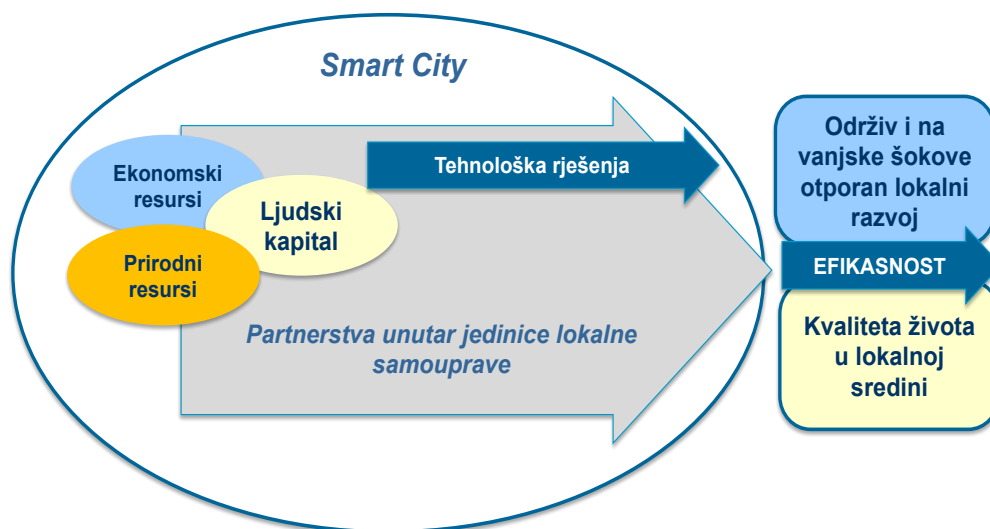 Smart City
Ekonomski
resursi
Ljudski
kapital
Prirodni
resursi
Tehnološka rješenja
Partnerstva unutar jedinice lokalne
samouprave
Održiv i na
vanjske šokove
otporan lokalni
razvoj
EFIKASNOST
Kvaliteta života
u lokalnoj
sredini